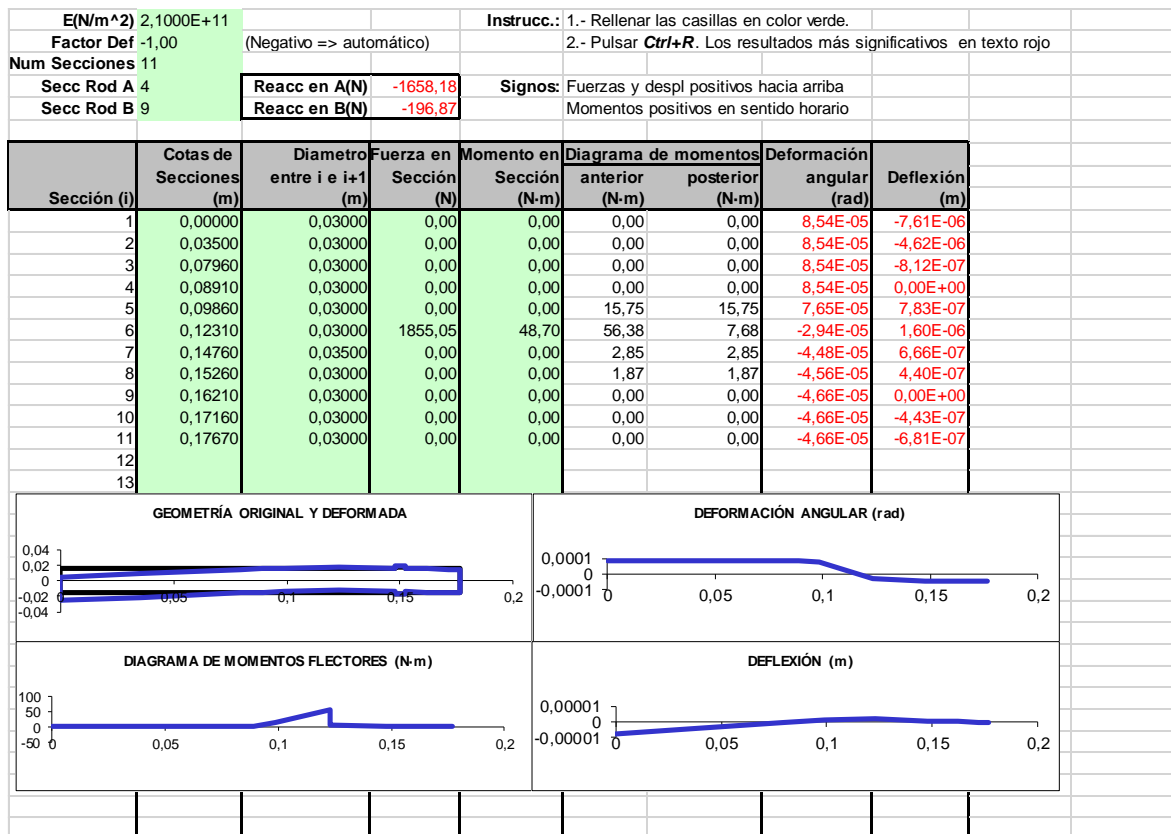 E(N/m^2) 2,1000E+11 Instrucc.: 1.- Rellenar las casillas en color verde.
Factor Def -1,00 (Negativo => automático) 2.- Pulsar Ctrl+R. Los resultados más significativos en texto rojo
Num Secciones 11
Secc Rod A 4 Reacc en A(N) -1658,18 Signos: Fuerzas y despl positivos hacia arriba
Secc Rod B 9 Reacc en B(N) -196,87 Momentos positivos en sentido horario
Cotas de Diametro Fuerza en Momento en Diagrama de momentos Deformación
Secciones entre i e i+1 Sección Sección anterior posterior angular Deflexión
Sección (i) (m) (m) (N) (N·m) (N·m) (N·m) (rad) (m)
1 0,00000 0,03000 0,00 0,00 0,00 0,00 8,54E-05 -7,61E-06
2 0,03500 0,03000 0,00 0,00 0,00 0,00 8,54E-05 -4,62E-06
3 0,07960 0,03000 0,00 0,00 0,00 0,00 8,54E-05 -8,12E-07
4 0,08910 0,03000 0,00 0,00 0,00 0,00 8,54E-05 0,00E+00
5 0,09860 0,03000 0,00 0,00 15,75 15,75 7,65E-05 7,83E-07
6 0,12310 0,03000 1855,05 48,70 56,38 7,68 -2,94E-05 1,60E-06
7 0,14760 0,03500 0,00 0,00 2,85 2,85 -4,48E-05 6,66E-07
8 0,15260 0,03000 0,00 0,00 1,87 1,87 -4,56E-05 4,40E-07
9 0,16210 0,03000 0,00 0,00 0,00 0,00 -4,66E-05 0,00E+00
10 0,17160 0,03000 0,00 0,00 0,00 0,00 -4,66E-05 -4,43E-07
11 0,17670 0,03000 0,00 0,00 0,00 0,00 -4,66E-05 -6,81E-07
12
13
GEOMETRÍA ORIGINAL Y DEFORMADA
0,04
0,02
0
-0,02
-0,04
0 0,05 0,1 0,15 0,2
DEFORMACIÓN ANGULAR (rad)
0,0001
0
-0,0001
0 0,05 0,1 0,15 0,2
DIAGRAMA DE MOMENTOS FLECTORES (N·m)
100
50
0
-50
0 0,05 0,1 0,15 0,2
DEFLEXIÓN (m)
0,00001
0
-0,00001
0 0,05 0,1 0,15 0,2